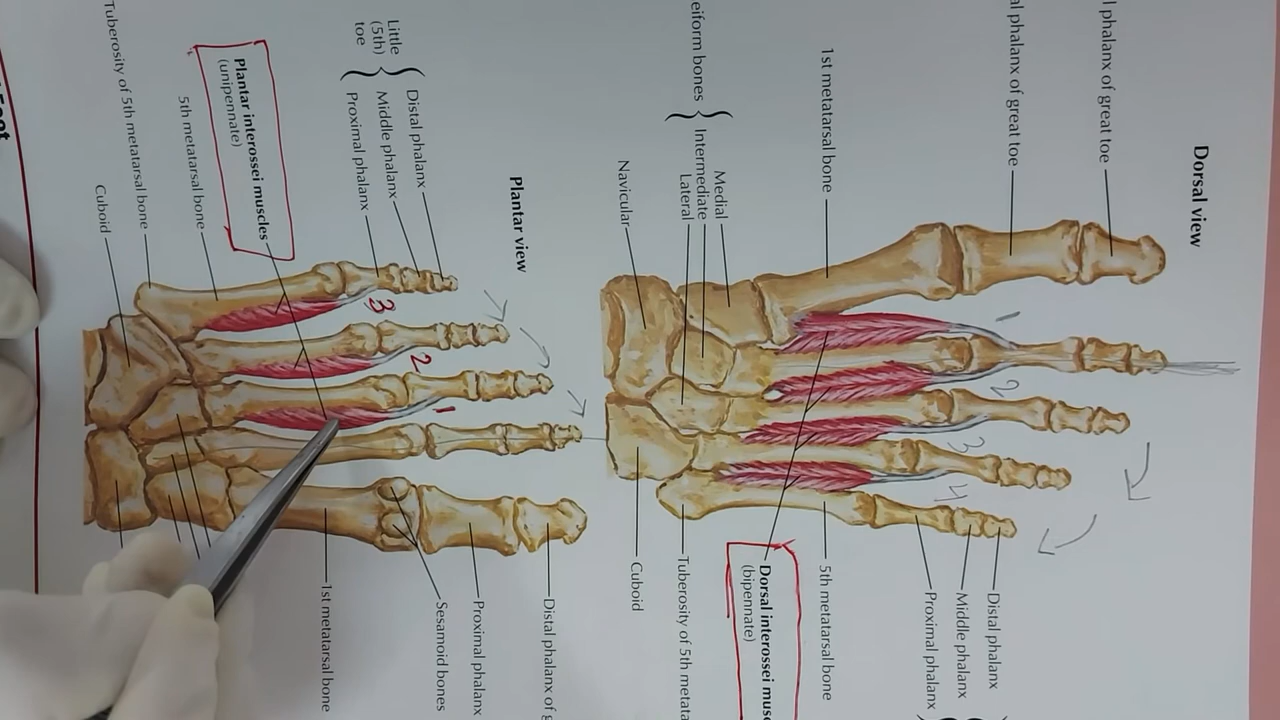 Dorsal view
l phalanx of great toe
al phalanx of great toe
1st metatarsal bone
eiform bones
Medial
Intermediate
Lateral
Navicular
1
2
3
4
Distal phalanx
Middle phalanx
Proximal phalanx
5th metatarsal bone
Dorsal interossei musc
(bipennate)
Tuberosity of 5th metata
Cuboid
Plantar view
Little
(5th)
toe
Distal phalanx
Middle phalanx
Proximal phalanx
Plantar interossei muscles
(unipennate)
5th metatarsal bone
Tuberosity of 5th metatarsal bone
Cuboid
3
2
1
Distal phalanx of g
Proximal phalanx
Sesamoid bones
1st metatarsal bone
Foot